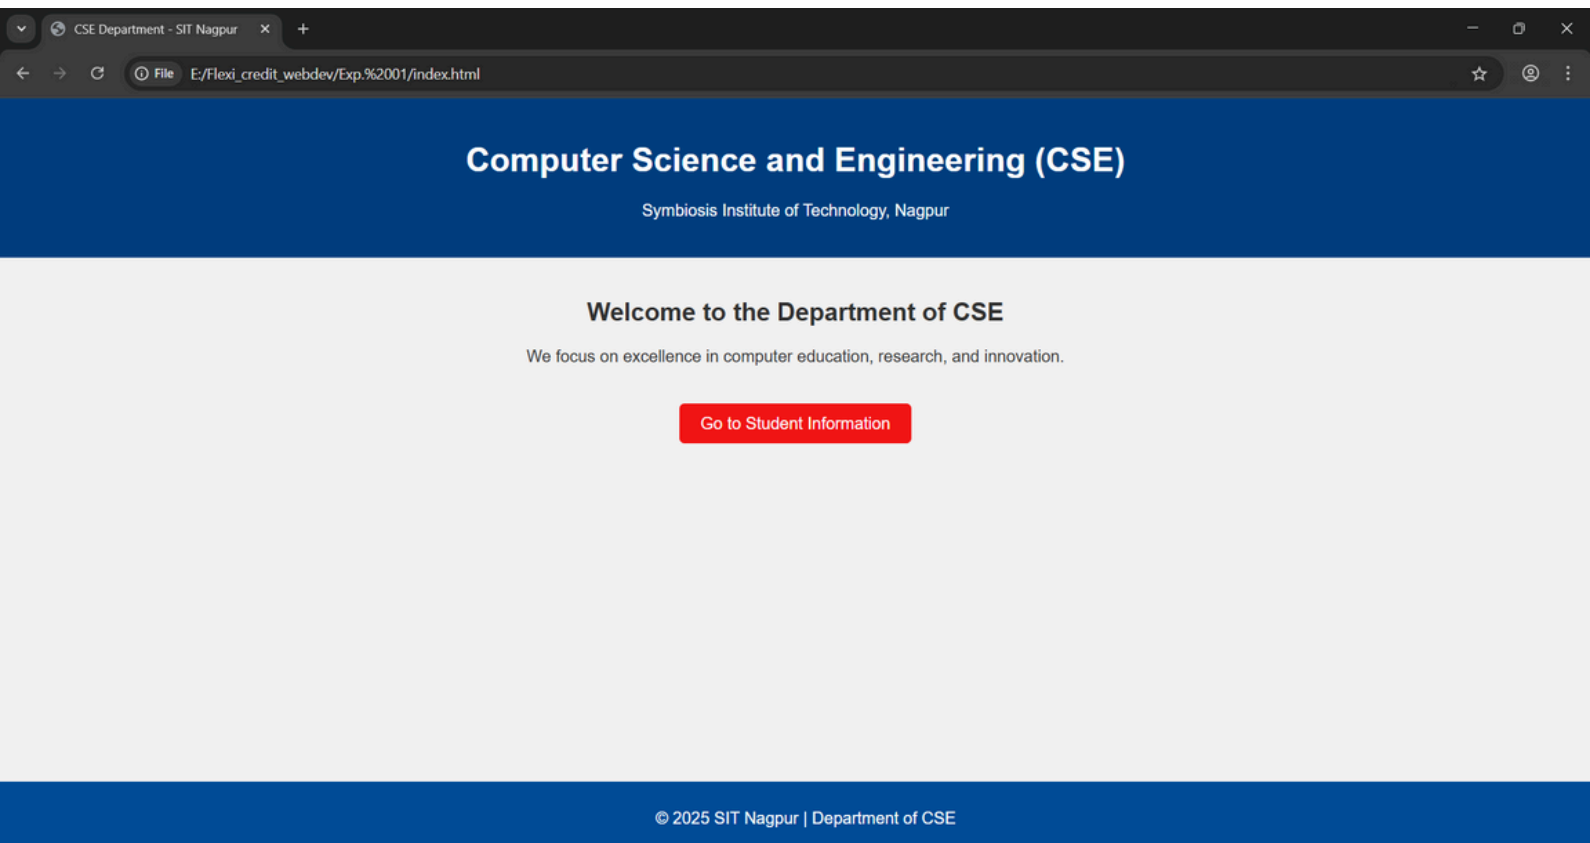 CSE Department - SIT Nagpur
File E:/Flexi_credit_webdev/Exp.%2001/index.html
Computer Science and Engineering (CSE)
Symbiosis Institute of Technology, Nagpur
Welcome to the Department of CSE
We focus on excellence in computer education, research, and innovation.
Go to Student Information
© 2025 SIT Nagpur | Department of CSE